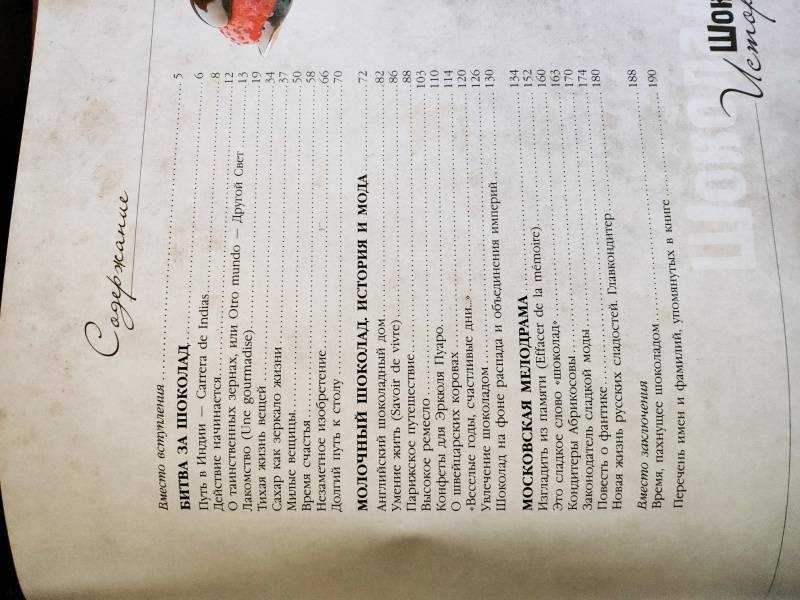 Содержание
Вместо вступления 5
БИТВА ЗА ШОКОЛАД 6
Путь в Индии — Carrera de Indias 8
Действие начинается 12
О таинственных зернах, или Otro mundo — Другой Свет 13
Лакомство (Une gourmadise) 19
Тихая жизнь вещей 34
Сахар как зеркало жизни 37
Милые вещицы 50
Время счастья 58
Незаметное изобретение 66
Долгий путь к столу 70
МОЛОЧНЫЙ ШОКОЛАД. ИСТОРИЯ И МОДА 72
Английский шоколадный дом 82
Умение жить (Savoir de vivre) 86
Парижское путешествие 88
Высокое ремесло 103
Конфеты для Эркюля Пуаро 110
О швейцарских коровах 114
«Веселые годы, счастливые дни...» 120
Увлечение шоколадом 126
Шоколад на фоне распада и объединения империй 130
МОСКОВСКАЯ МЕЛОДРАМА 134
Изгладить из памяти (Effacer de la mémoire) 152
Это сладкое слово «шоколад» 160
Кондитеры Абрикосовы 163
Законодатель сладкой моды 170
Повесть о фантике 174
Новая жизнь русских сладостей. Главкондитер 180
Вместо заключения
Время, пахнущее шоколадом 188
Перечень имен и фамилий, упомянутых в книге 190
Шок
Истор